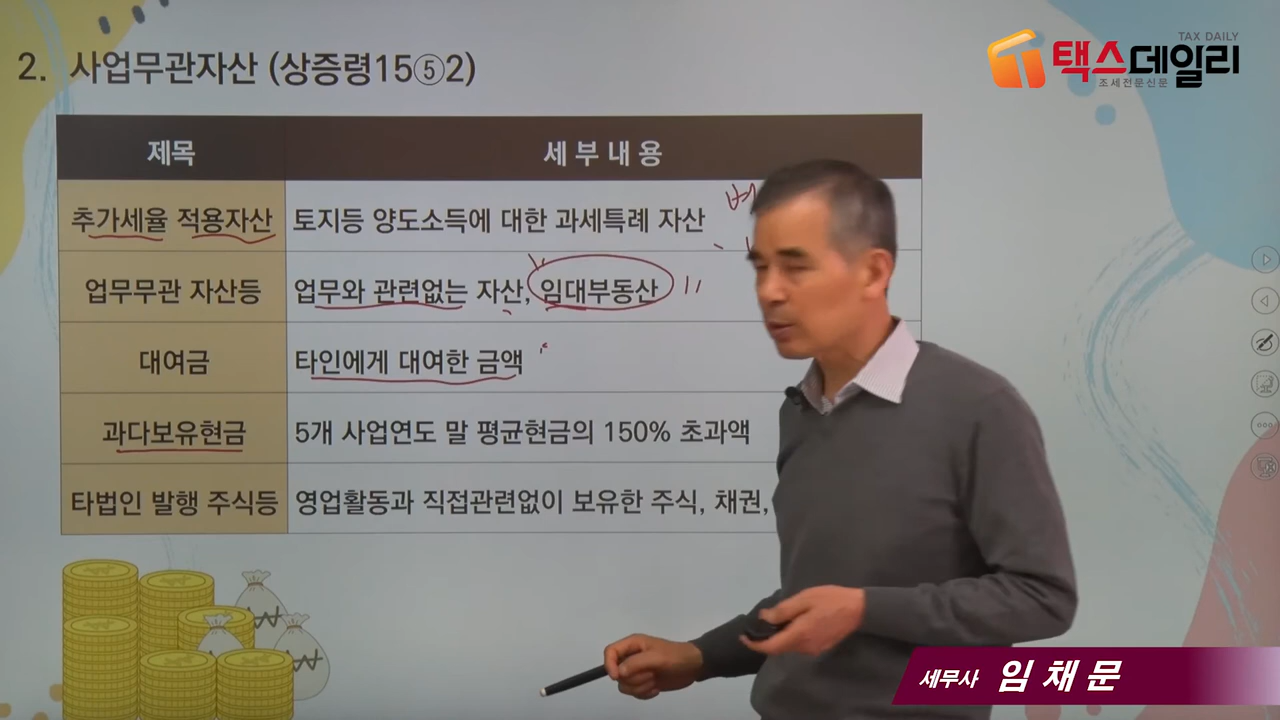 2. 사업무관자산 (상증령15⑤2)
TAX DAILY
택스데일리
조세전문신문
제목 세 부 내 용
추가세율 적용자산 토지등 양도소득에 대한 과세특례 자산
업무무관 자산등 업무와 관련없는 자산, 임대부동산
대여금 타인에게 대여한 금액
과다보유현금 5개 사업연도 말 평균현금의 150% 초과액
타법인 발행 주식등 영업활동과 직접관련없이 보유한 주식, 채권,
세무사 임 채 문